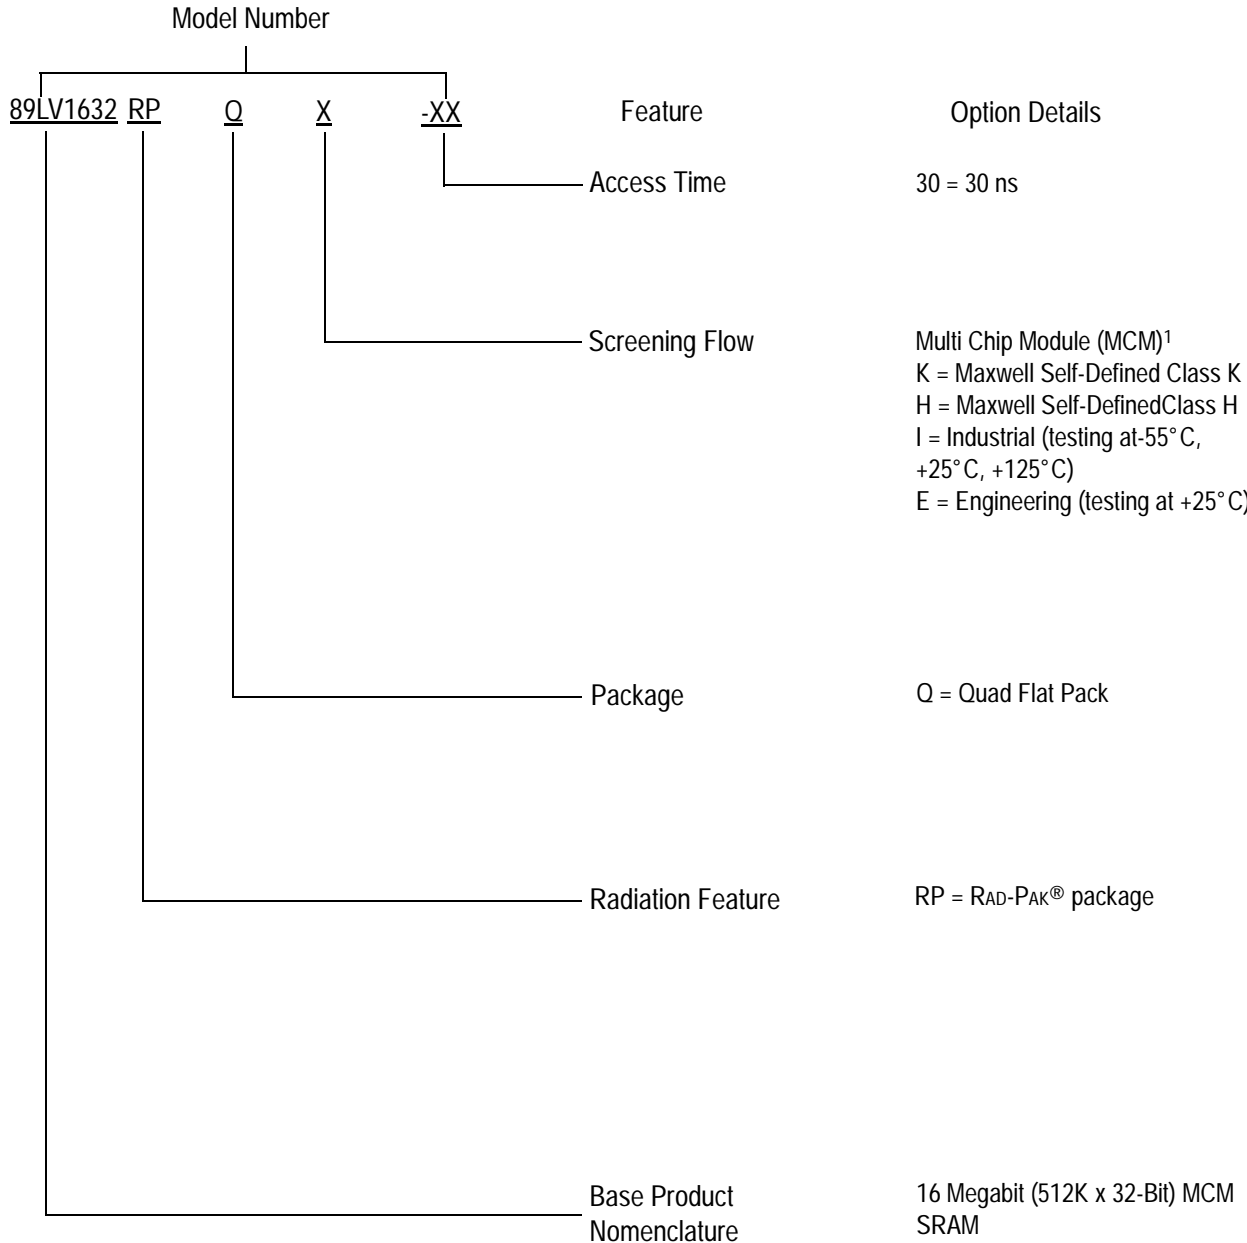 Model Number
89LV1632 RP Q X -XX Feature Option Details
Access Time 30 = 30 ns
Screening Flow Multi Chip Module (MCM)1
K = Maxwell Self-Defined Class K
H = Maxwell Self-DefinedClass H
I = Industrial (testing at-55°C,
+25°C, +125°C)
E = Engineering (testing at +25°C)
Package Q = Quad Flat Pack
Radiation Feature RP = RAD-PAK® package
Base Product 16 Megabit (512K x 32-Bit) MCM
Nomenclature SRAM